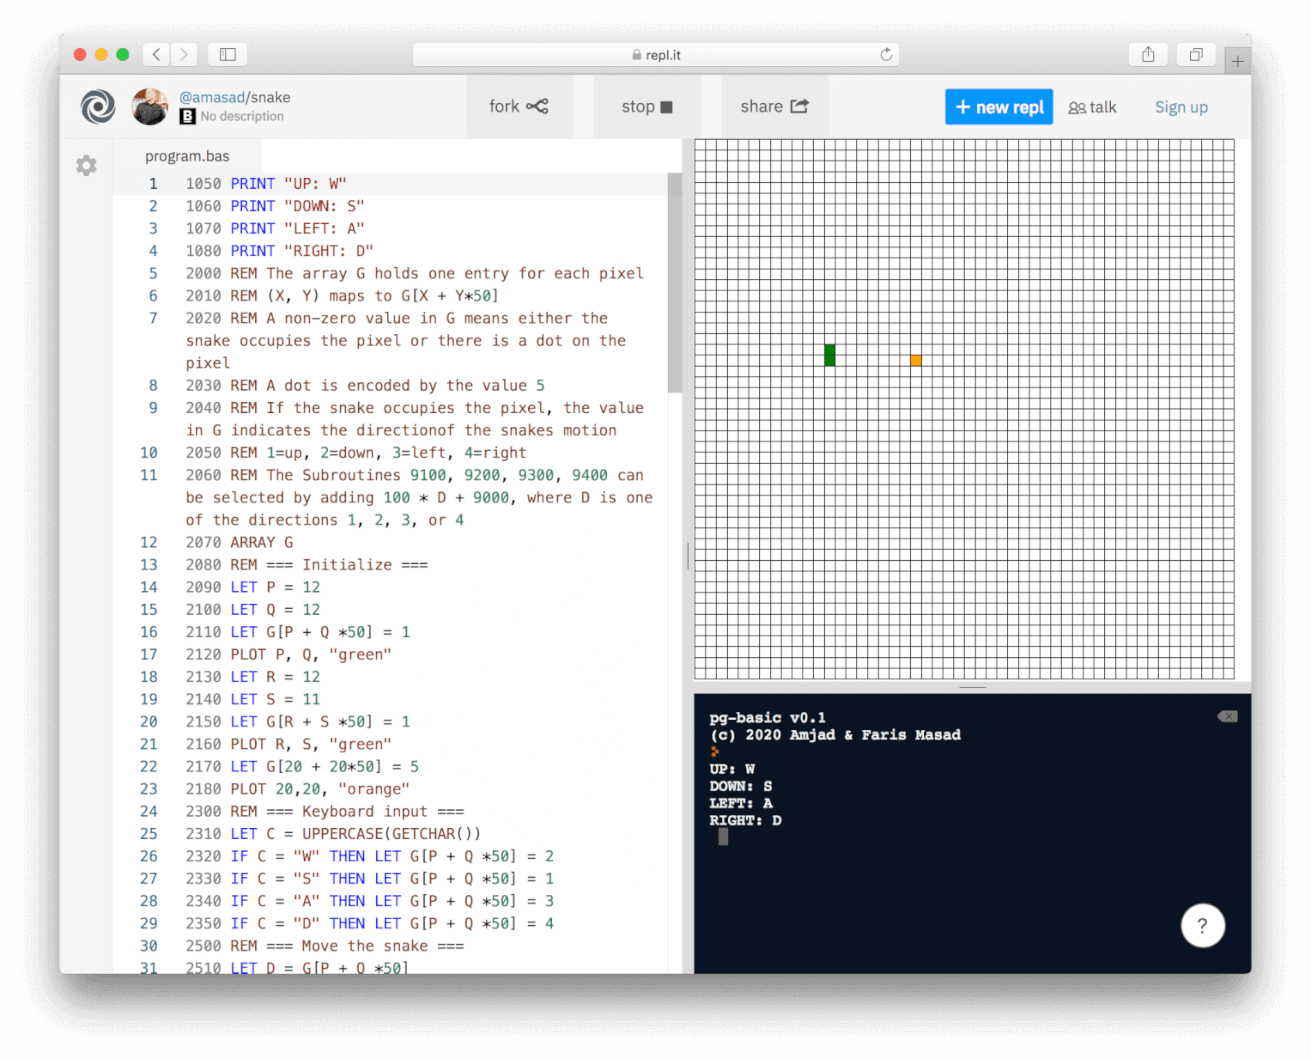 repl.it
@amasad/snake
B No description
fork
stop
share
+ new repl
talk
Sign up
program.bas
1 1050 PRINT "UP: W"
2 1060 PRINT "DOWN: S"
3 1070 PRINT "LEFT: A"
4 1080 PRINT "RIGHT: D"
5 2000 REM The array G holds one entry for each pixel
6 2010 REM (X, Y) maps to G[X + Y*50]
7 2020 REM A non-zero value in G means either the
snake occupies the pixel or there is a dot on the
pixel
8 2030 REM A dot is encoded by the value 5
9 2040 REM If the snake occupies the pixel, the value
in G indicates the directionof the snakes motion
10 2050 REM 1=up, 2=down, 3=left, 4=right
11 2060 REM The Subroutines 9100, 9200, 9300, 9400 can
be selected by adding 100 * D + 9000, where D is one
of the directions 1, 2, 3, or 4
12 2070 ARRAY G
13 2080 REM === Initialize ===
14 2090 LET P = 12
15 2100 LET Q = 12
16 2110 LET G[P + Q *50] = 1
17 2120 PLOT P, Q, "green"
18 2130 LET R = 12
19 2140 LET S = 11
20 2150 LET G[R + S *50] = 1
21 2160 PLOT R, S, "green"
22 2170 LET G[20 + 20*50] = 5
23 2180 PLOT 20,20, "orange"
24 2300 REM === Keyboard input ===
25 2310 LET C = UPPERCASE(GETCHAR())
26 2320 IF C = "W" THEN LET G[P + Q *50] = 2
27 2330 IF C = "S" THEN LET G[P + Q *50] = 1
28 2340 IF C = "A" THEN LET G[P + Q *50] = 3
29 2350 IF C = "D" THEN LET G[P + Q *50] = 4
30 2500 REM === Move the snake ===
31 2510 LET D = G[P + Q *50]
pg-basic v0.1
(c) 2020 Amjad & Faris Masad
UP: W
DOWN: S
LEFT: A
RIGHT: D
?